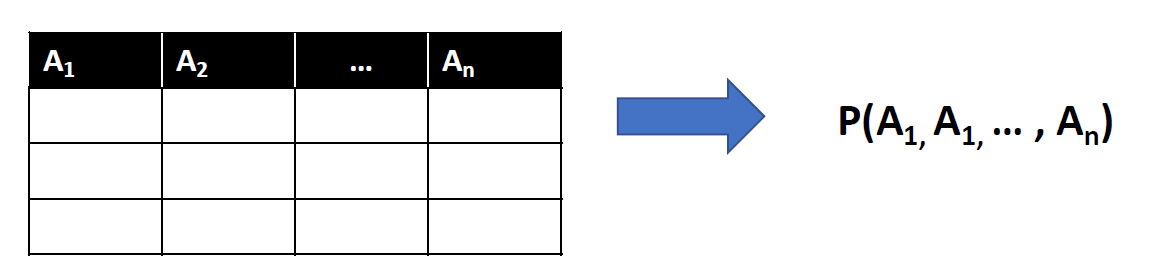 A₁ A₂ ... Aₙ
P(A₁, A₁, ... , Aₙ)